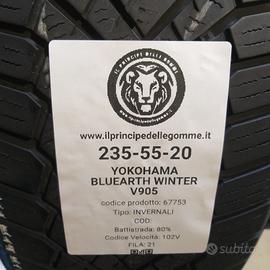 IL PRINCIPE DELLE GOMME
www.ilprincipedellegomme.it
235-55-20
YOKOHAMA
BLUEARTH WINTER
V905
codice prodotto: 67753
Tipo: INVERNALI
COD:
Battistrada: 80%
Codice Velocità: 102V
FILA: 21
subito